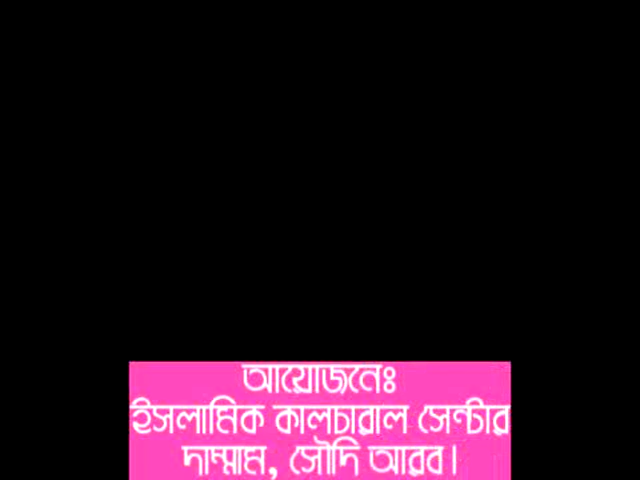 আয়োজনেঃ
ইসলামিক কালচারাল সেন্টার
দাম্মাম, সৌদি আরব।